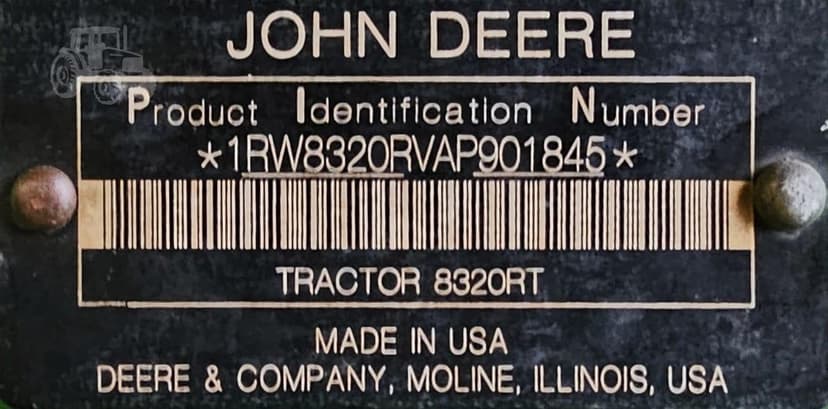 JOHN DEERE
Product Identification Number
*1RW8320RVAP901845*
TRACTOR 8320RT
MADE IN USA
DEERE & COMPANY, MOLINE, ILLINOIS, USA